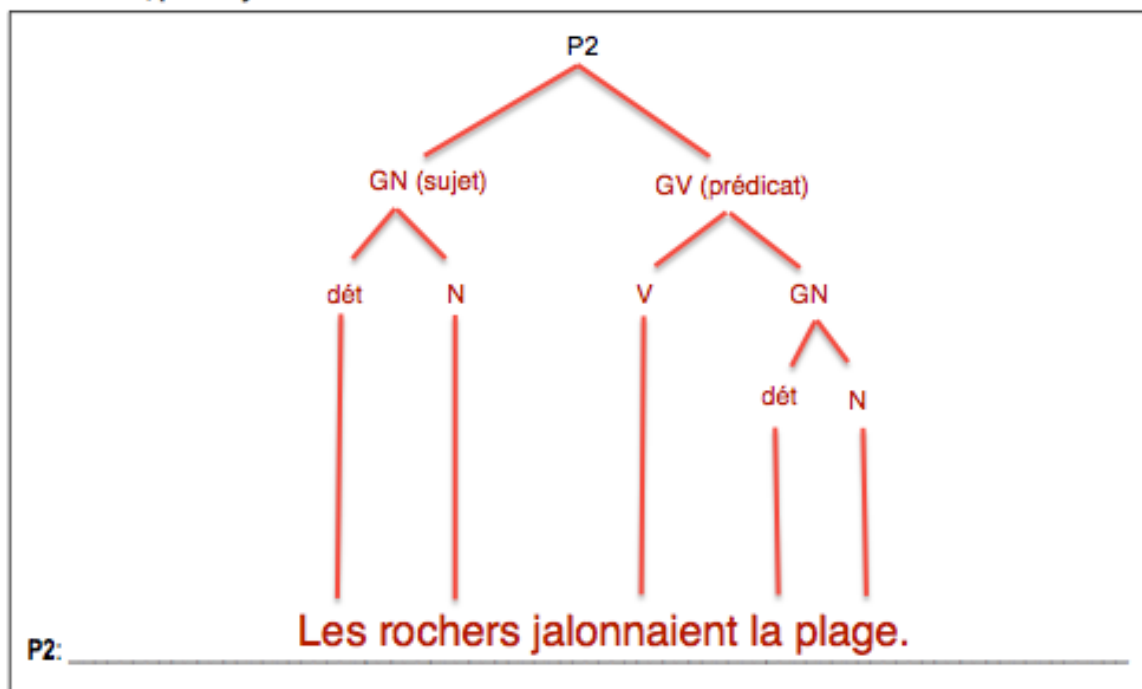 P2
GN (sujet) GV (prédicat)
dét N V GN
dét N
P2: Les rochers jalonnaient la plage.